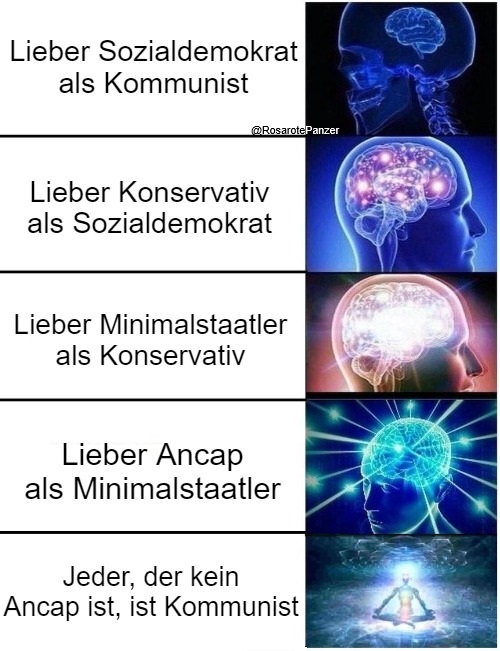 Lieber Sozialdemokrat
als Kommunist
@RosarotePanzer
Lieber Konservativ
als Sozialdemokrat
Lieber Minimalstaatler
als Konservativ
Lieber Ancap
als Minimalstaatler
Jeder, der kein
Ancap ist, ist Kommunist